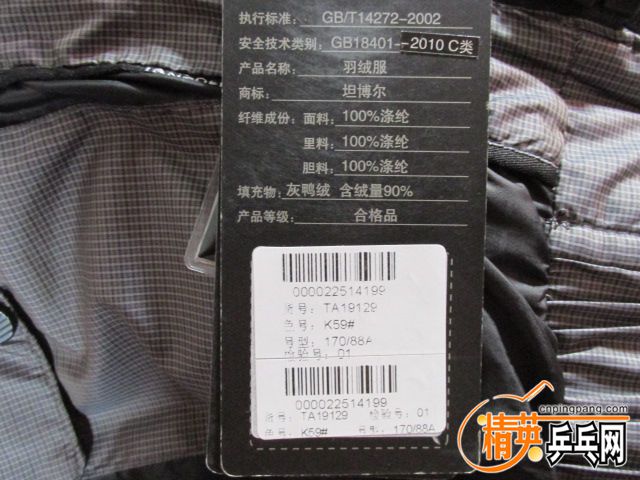 执行标准: GB/T14272-2002
安全技术类别: GB18401--2010 C类
产品名称: 羽绒服
商标: 坦博尔
纤维成份: 面料: 100%涤纶
里料: 100%涤纶
胆料: 100%涤纶
填充物: 灰鸭绒 含绒量90%
产品等级: 合格品
000022514199
货号: TA19129
色号: K59#
号型: 170/88A
检验号: 01
000022514199
货号: TA19129 检验号: 01
色号: K59# 号型: 170/88A
cnpingpang.com
精英乒乓网